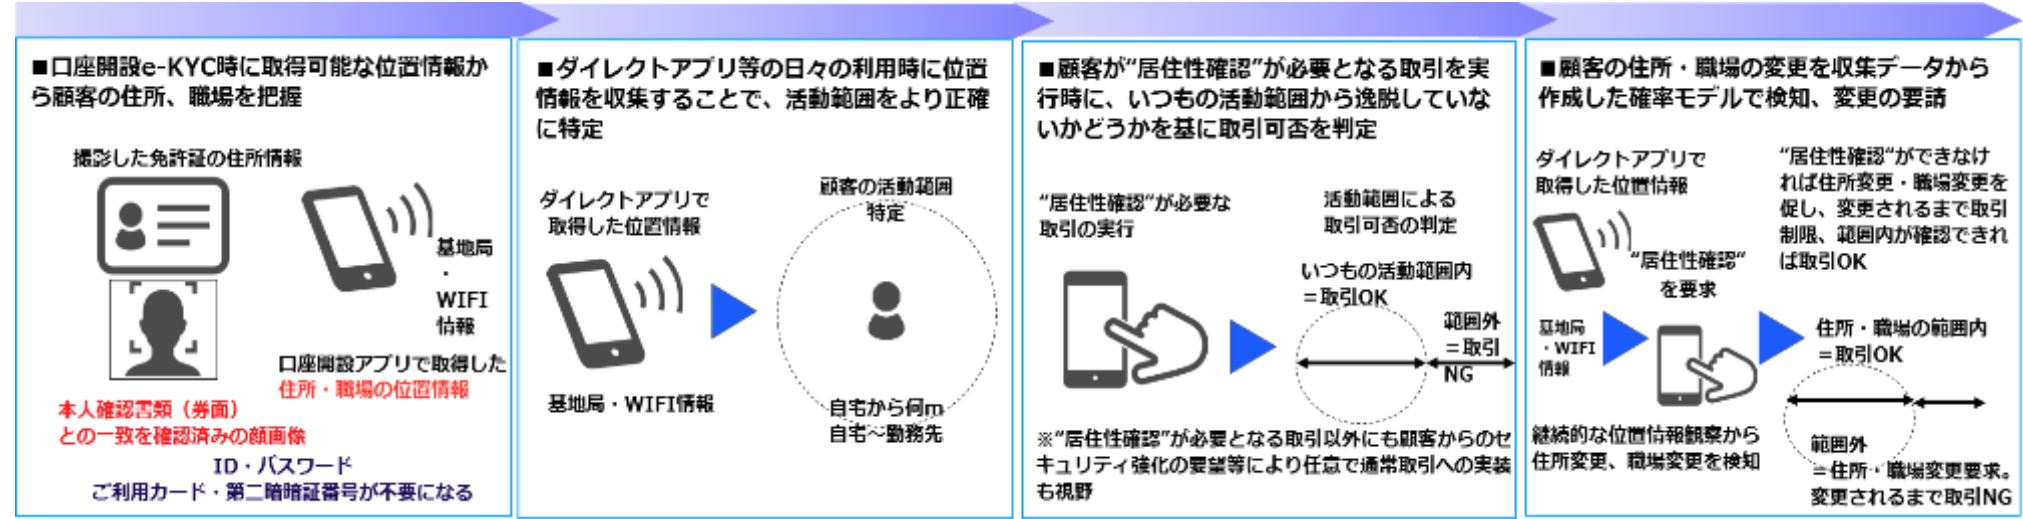 ■口座開設e-KYC時に取得可能な位置情報か
ら顧客の住所、職場を把握
撮影した免許証の住所情報
基地局
・
WIFI
情報
口座開設アプリで取得した
住所・職場の位置情報
本人確認書類（券面）
との一致を確認済みの顔画像
ID・パスワード
ご利用カード・第二暗暗証番号が不要になる
■ダイレクトアプリ等の日々の利用時に位置
情報を収集することで、活動範囲をより正確
に特定
ダイレクトアプリで
取得した位置情報
顧客の活動範囲
特定
基地局・WIFI情報
自宅から何m
自宅～勤務先
■顧客が“居住性確認”が必要となる取引を実
行時に、いつもの活動範囲から逸脱していな
いかどうかを基に取引可否を判定
“居住性確認”が必要な
取引の実行
活動範囲による
取引可否の判定
いつもの活動範囲内
＝取引OK
範囲外
＝取引
NG
※“居住性確認”が必要となる取引以外にも顧客からのセ
キュリティ強化の要望等により任意で通常取引への実装
も視野
■顧客の住所・職場の変更を収集データから
作成した確率モデルで検知、変更の要請
ダイレクトアプリで
取得した位置情報
“居住性確認”ができなけ
れば住所変更・職場変更を
促し、変更されるまで取引
制限、範囲内が確認できれ
ば取引OK
“居住性確認“
を要求
基地局
・WIFI
情報
住所・職場の範囲内
＝取引OK
継続的な位置情報観察から
住所変更、職場変更を検知
範囲外
＝住所・職場変更要求。
変更されるまで取引NG